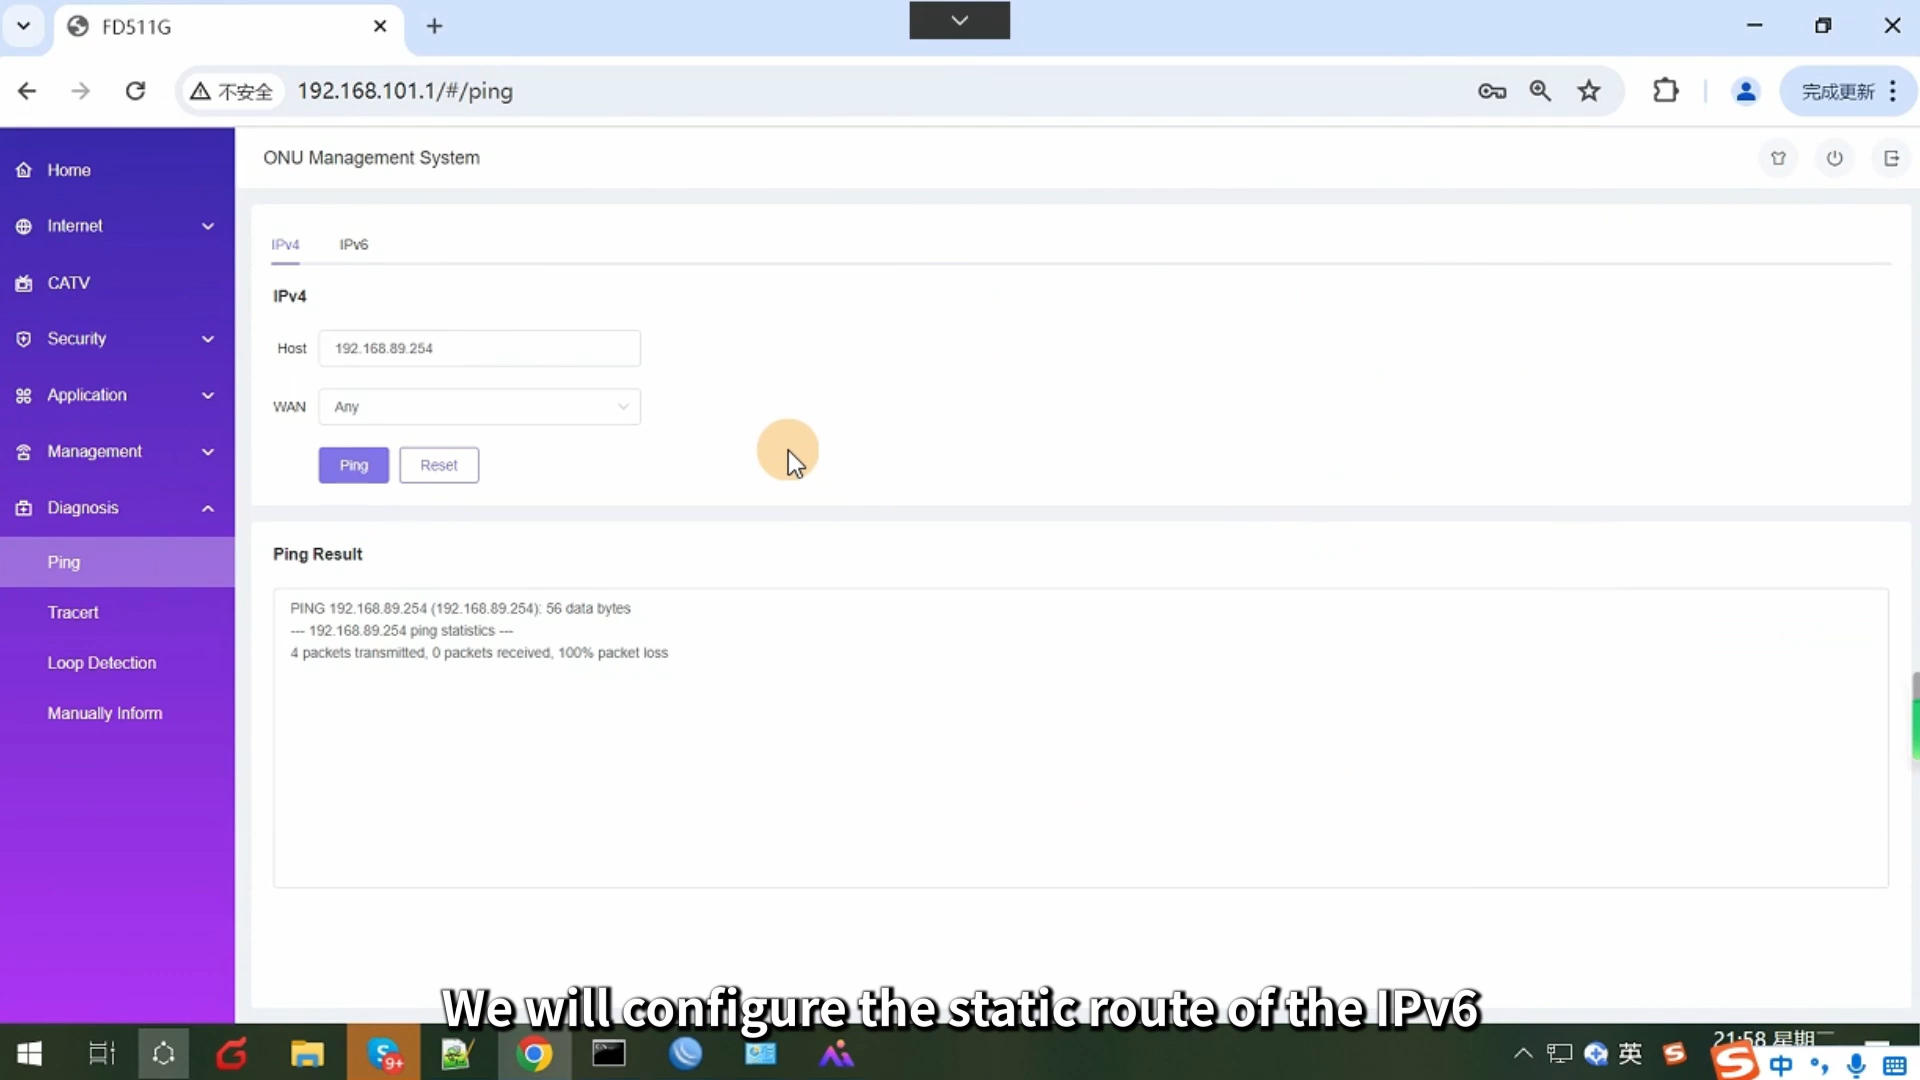 FD511G
不安全
192.168.101.1/#/ping
完成更新
Home
Internet
CATV
Security
Application
Management
Diagnosis
Ping
Tracert
Loop Detection
Manually Inform
ONU Management System
IPv4
IPv6
IPv4
Host
192.168.89.254
WAN
Any
Ping
Reset
Ping Result
PING 192.168.89.254 (192.168.89.254): 56 data bytes
--- 192.168.89.254 ping statistics ---
4 packets transmitted, 0 packets received, 100% packet loss
We will configure the static route of the IPv6
9+
英
21:58
中